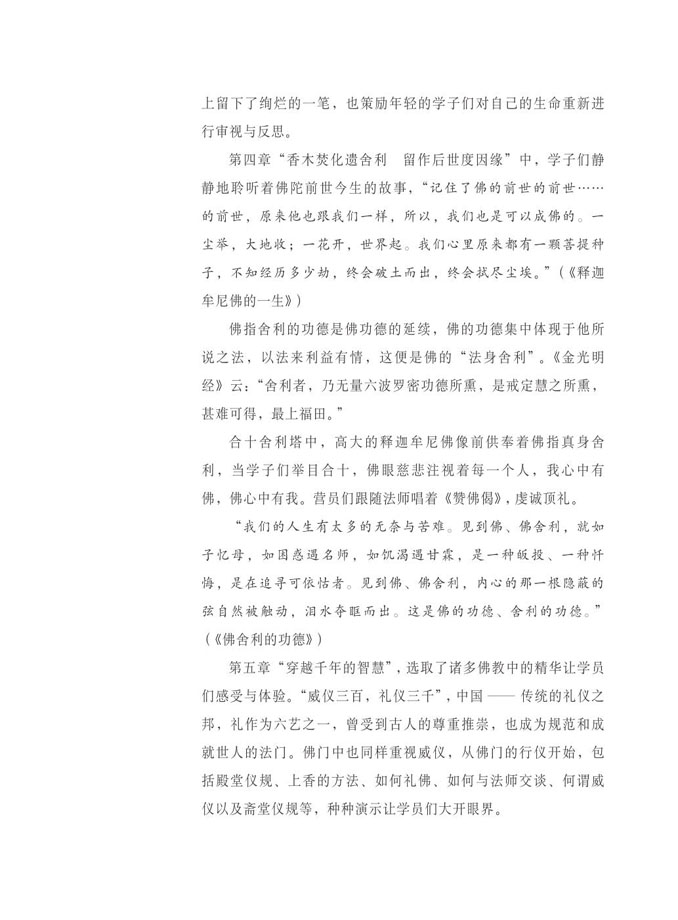 上留下了绚烂的一笔，也策励年轻的学子们对自己的生命重新进
行审视与反思。
第四章“香木焚化遗舍利　留作后世度因缘”中，学子们静
静地聆听着佛陀前世今生的故事，“记住了佛的前世的前世……
的前世，原来他也跟我们一样，所以，我们也是可以成佛的。一
尘举，大地收；一花开，世界起。我们心里原来都有一颗菩提种
子，不知经历多少劫，终会破土而出，终会拭尽尘埃。”（《释迦
牟尼佛的一生》）
佛指舍利的功德是佛功德的延续，佛的功德集中体现于他所
说之法，以法来利益有情，这便是佛的“法身舍利”。《金光明
经》云：“舍利者，乃无量六波罗密功德所熏，是戒定慧之所熏，
甚难可得，最上福田。”
合十舍利塔中，高大的释迦牟尼佛像前供奉着佛指真身舍
利，当学子们举目合十，佛眼慈悲注视着每一个人，我心中有
佛，佛心中有我。营员们跟随法师唱着《赞佛偈》，虔诚顶礼。
“我们的人生有太多的无奈与苦难。见到佛、佛舍利，就如
子忆母，如困惑遇名师，如饥渴遇甘霖，是一种皈投、一种忏
悔，是在追寻可依怙者。见到佛、佛舍利，内心的那一根隐蔽的
弦自然被触动，泪水夺眶而出。这是佛的功德、舍利的功德。”
（《佛舍利的功德》）
第五章“穿越千年的智慧”，选取了诸多佛教中的精华让学员
们感受与体验。“威仪三百，礼仪三千”，中国——传统的礼仪之
邦，礼作为六艺之一，曾受到古人的尊重推崇，也成为规范和成
就世人的法门。佛门中也同样重视威仪，从佛门的行仪开始，包
括殿堂仪规、上香的方法、如何礼佛、如何与法师交谈、何谓威
仪以及斋堂仪规等，种种演示让学员们大开眼界。